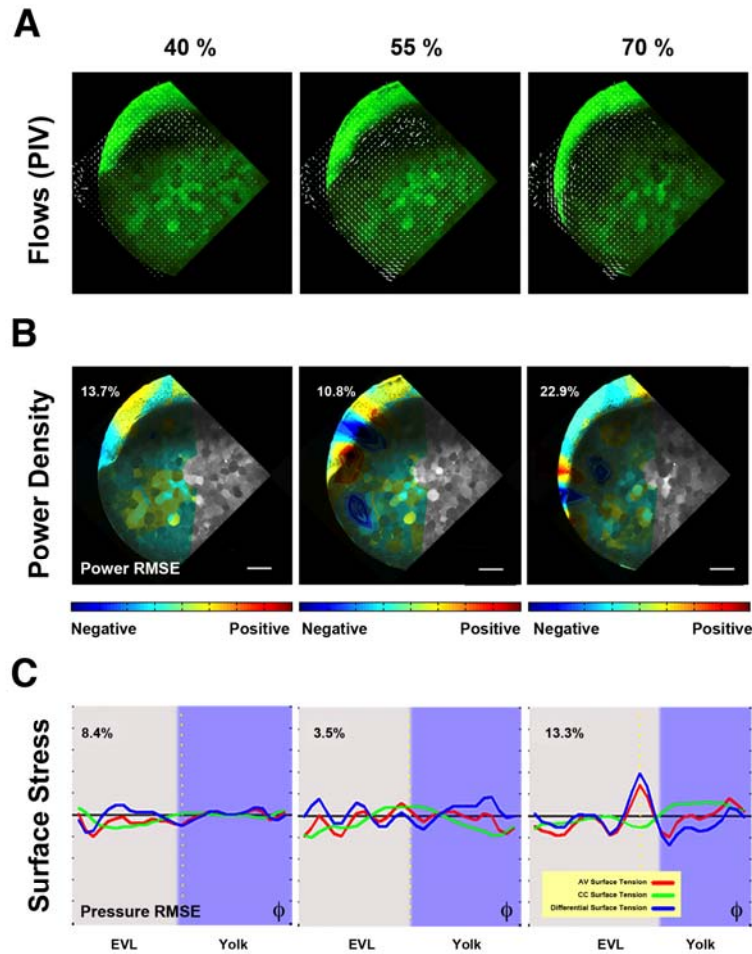 A
40 %
55 %
70 %
Flows (PIV)
B
Power Density
13.7%
10.8%
22.9%
Power RMSE
Negative
Positive
Negative
Positive
Negative
Positive
C
Surface Stress
8.4%
3.5%
13.3%
AV Surface Tension
CC Surface Tension
Differential Surface Tension
Pressure RMSE
ϕ
ϕ
ϕ
EVL
Yolk
EVL
Yolk
EVL
Yolk